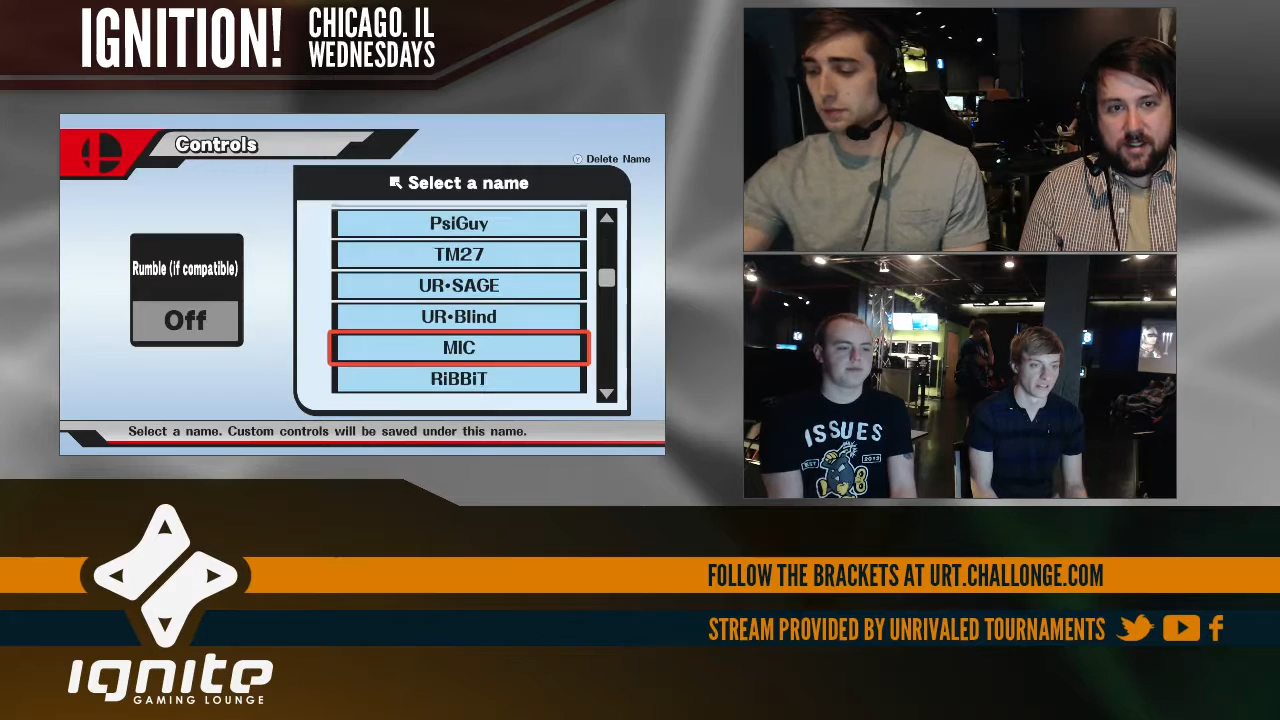 IGNITION!
CHICAGO. IL
WEDNESDAYS
Controls
Ⓨ Delete Name
Select a name
Rumble (if compatible)
Off
PsiGuy
TM27
UR•SAGE
UR•Blind
MIC
RiBBiT
Select a name. Custom controls will be saved under this name.
ISSUES
EST
FOLLOW THE BRACKETS AT URT.CHALLONGE.COM
STREAM PROVIDED BY UNRIVALED TOURNAMENTS
ignite
GAMING LOUNGE